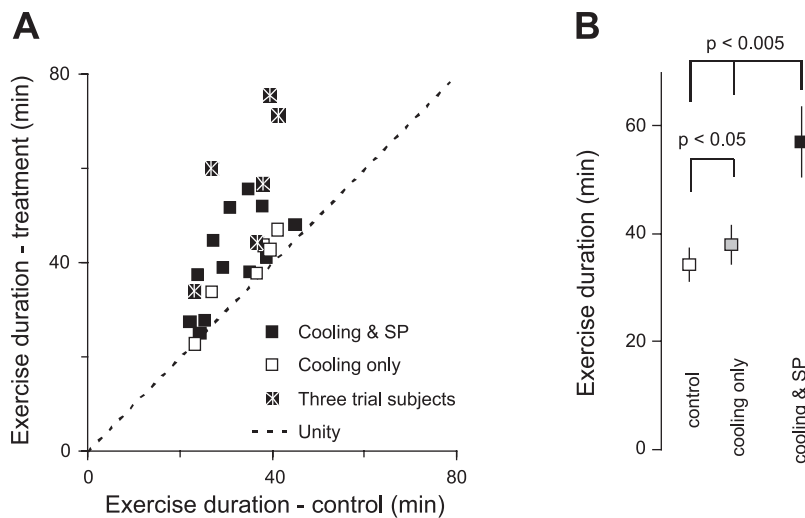 A
Exercise duration - treatment (min)
80
40
0
0
40
80
Exercise duration - control (min)
Cooling & SP
Cooling only
Three trial subjects
Unity
B
p < 0.005
p < 0.05
Exercise duration (min)
60
40
20
0
control
cooling only
cooling & SP